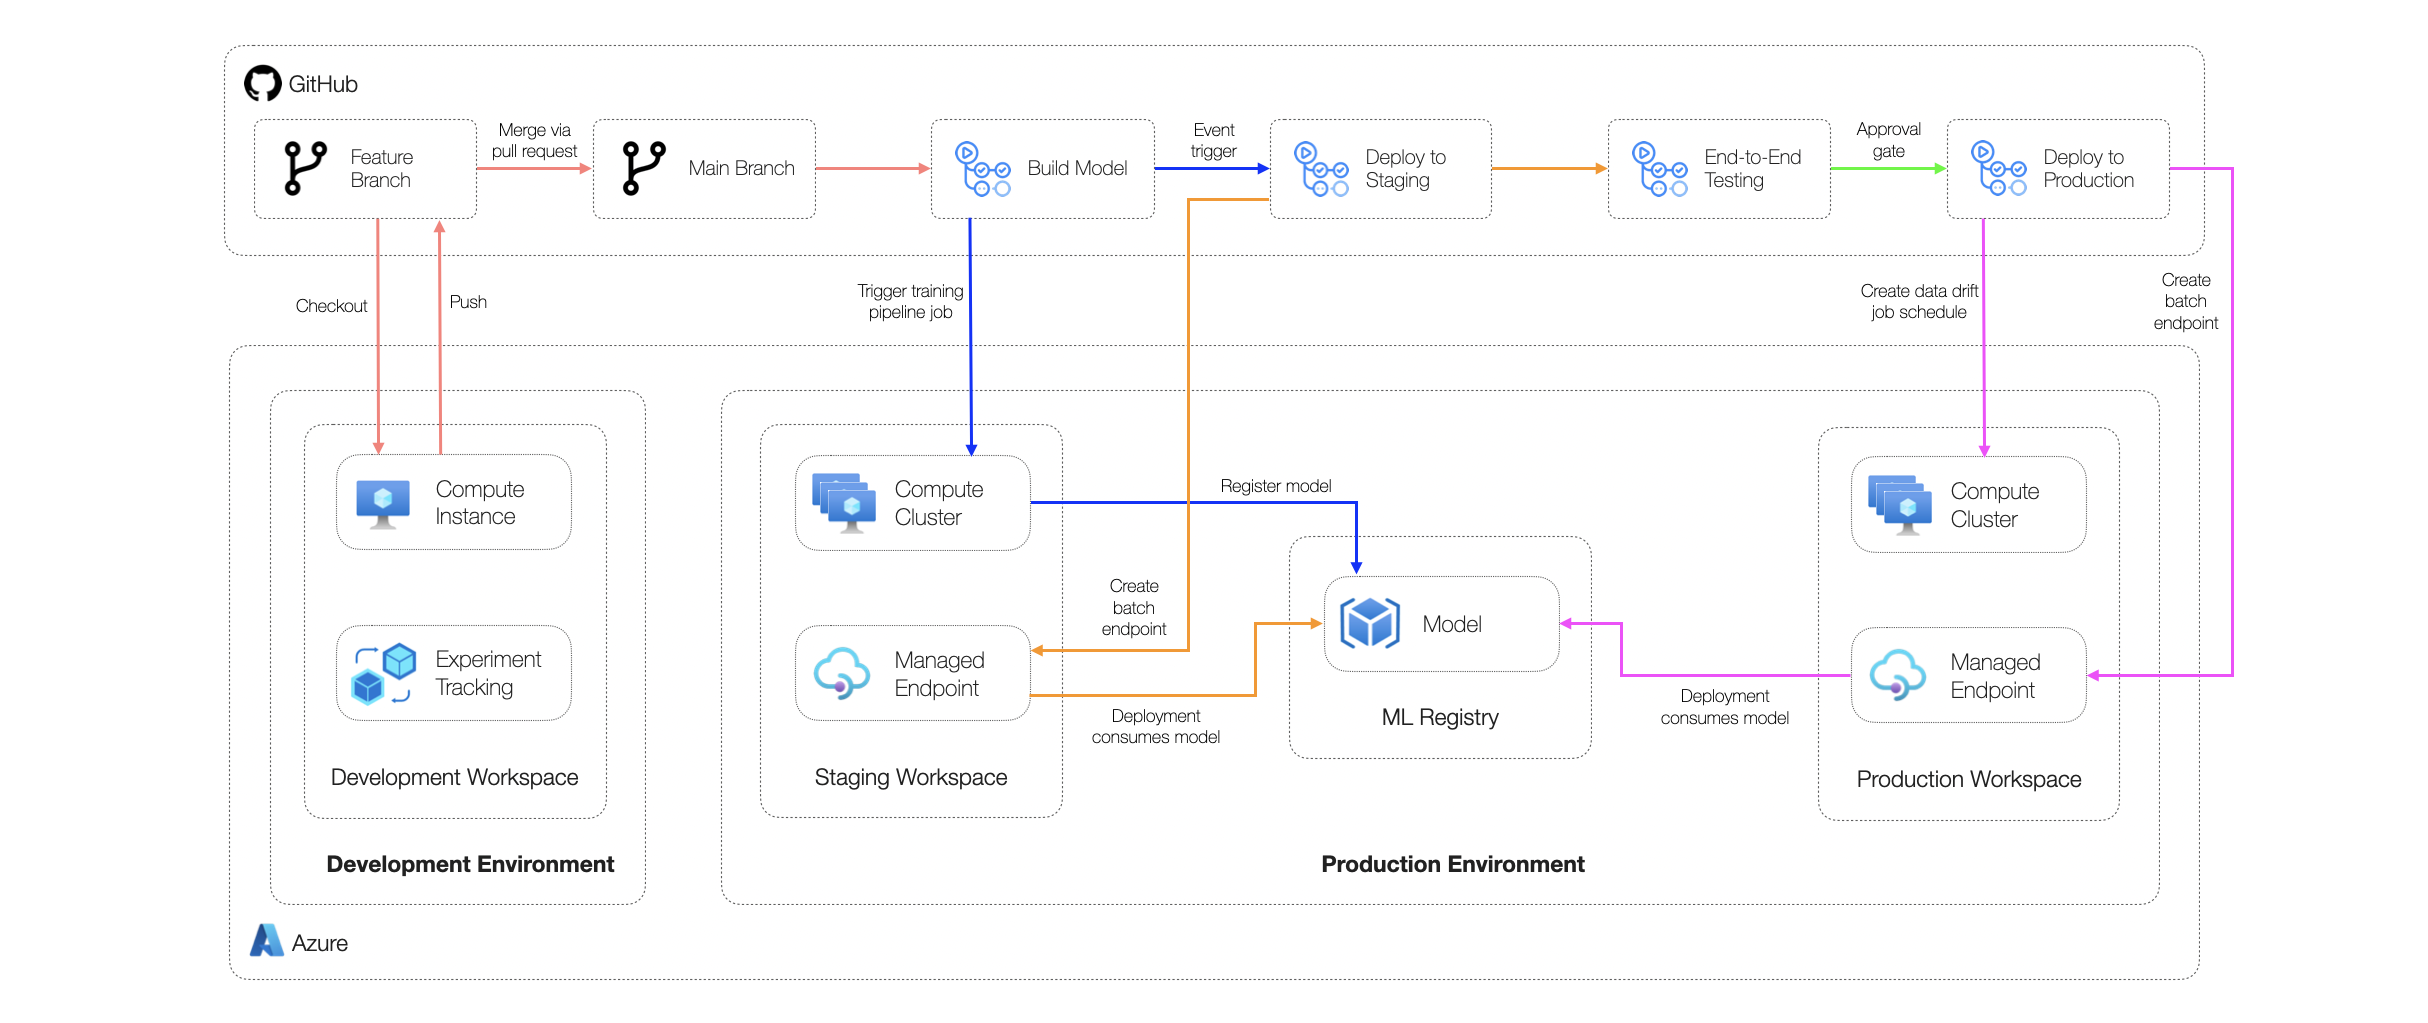 GitHub
Feature
Branch
Merge via
pull request
Main Branch
Build Model
Event
trigger
Deploy to
Staging
End-to-End
Testing
Approval
gate
Deploy to
Production
Checkout
Push
Trigger training
pipeline job
Create data drift
job schedule
Create
batch
endpoint
Compute
Instance
Experiment
Tracking
Development Workspace
Development Environment
Compute
Cluster
Register model
Create
batch
endpoint
Managed
Endpoint
Deployment
consumes model
Staging Workspace
Model
ML Registry
Deployment
consumes model
Compute
Cluster
Managed
Endpoint
Production Workspace
Production Environment
Azure